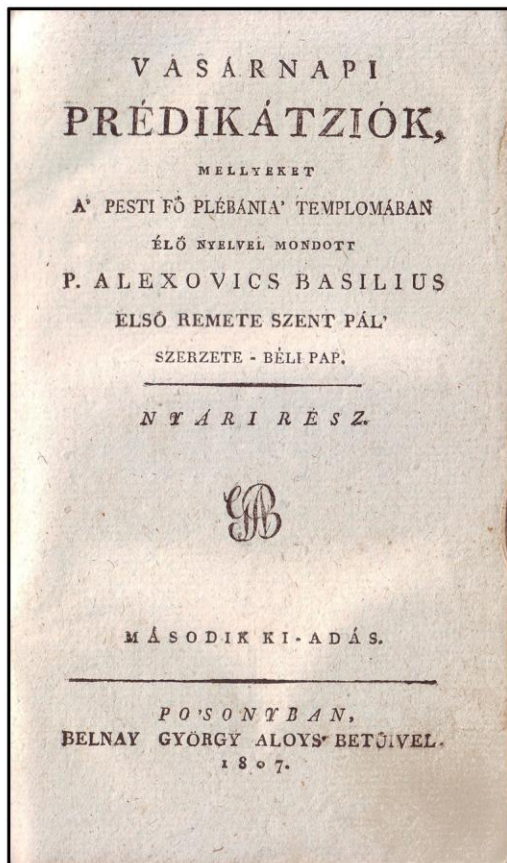 VASÁRNAPI
PRÉDIKÁTZIÓK,
MELLYEKET
A' PESTI FŐ PLÉBÁNIA' TEMPLOMÁBAN
ÉLŐ NYELVEL MONDOTT
P. ALEXOVICS BASILIUS
ELSŐ REMETE SZENT PÁL'
SZERZETE - BÉLI PAP.
NYÁRI RÉSZ.
GAB
MÁSODIK KI-ADÁS.
PO'SONYBAN,
BELNAY GYÖRGY ALOYS' BETŰIVEL.
1807.